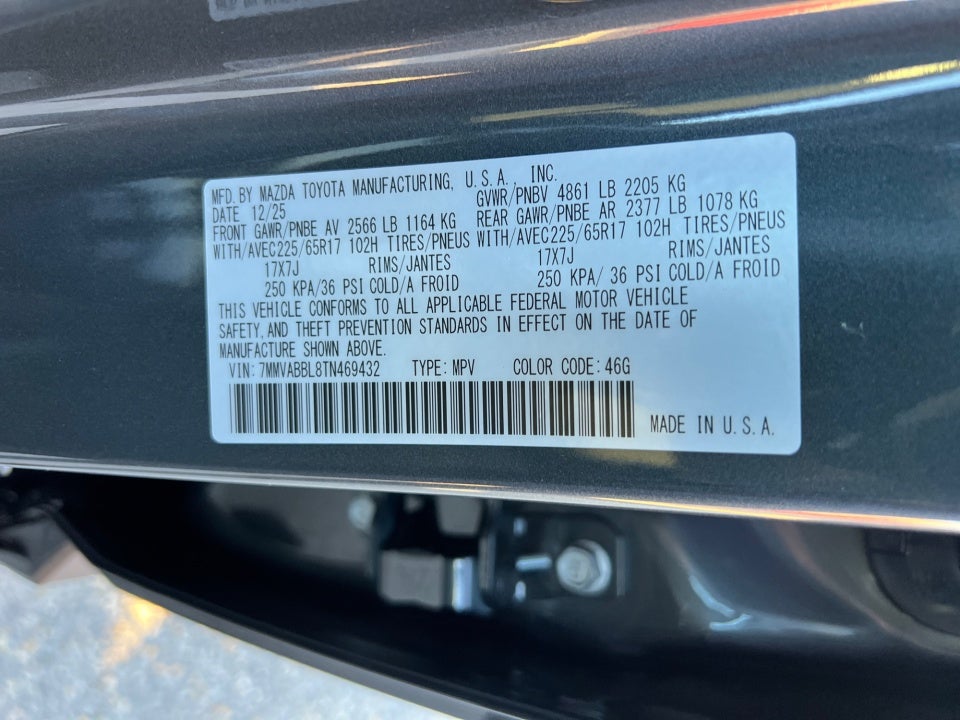 MFD. BY MAZDA TOYOTA MANUFACTURING, U.S.A., INC.
DATE 12/25 GVWR/PNBV 4861 LB 2205 KG
FRONT GAWR/PNBE AV 2566 LB 1164 KG REAR GAWR/PNBE AR 2377 LB 1078 KG
WITH/AVEC225/65R17 102H TIRES/PNEUS WITH/AVEC225/65R17 102H TIRES/PNEUS
17X7J RIMS/JANTES 17X7J RIMS/JANTES
250 KPA/36 PSI COLD/A FROID 250 KPA/ 36 PSI COLD/A FROID
THIS VEHICLE CONFORMS TO ALL APPLICABLE FEDERAL MOTOR VEHICLE
SAFETY, AND THEFT PREVENTION STANDARDS IN EFFECT ON THE DATE OF
MANUFACTURE SHOWN ABOVE.
VIN: 7MMVABBL8TN469432 TYPE: MPV COLOR CODE: 46G
MADE IN U.S.A.